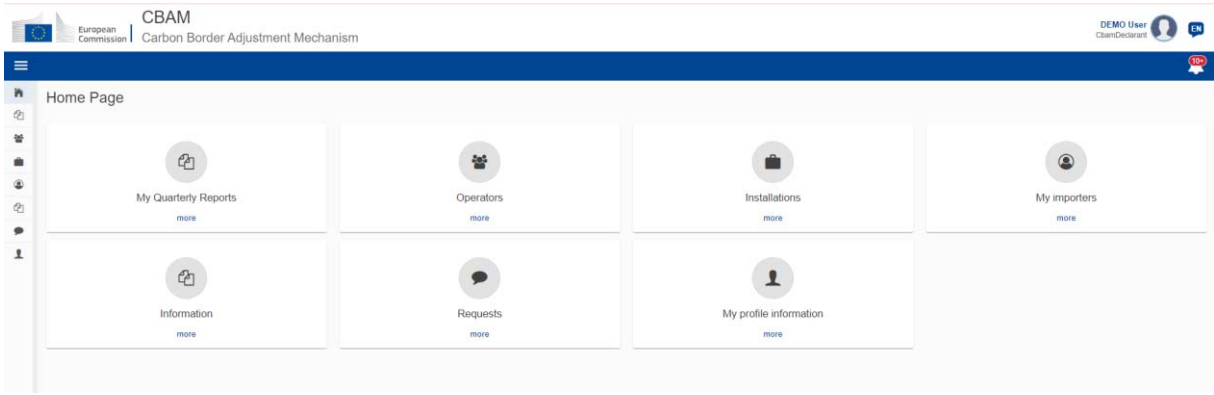 European
Commission
CBAM
Carbon Border Adjustment Mechanism
DEMO User
CbamDeclarant
EN
10+
Home Page
My Quarterly Reports
more
Operators
more
Installations
more
My importers
more
Information
more
Requests
more
My profile information
more